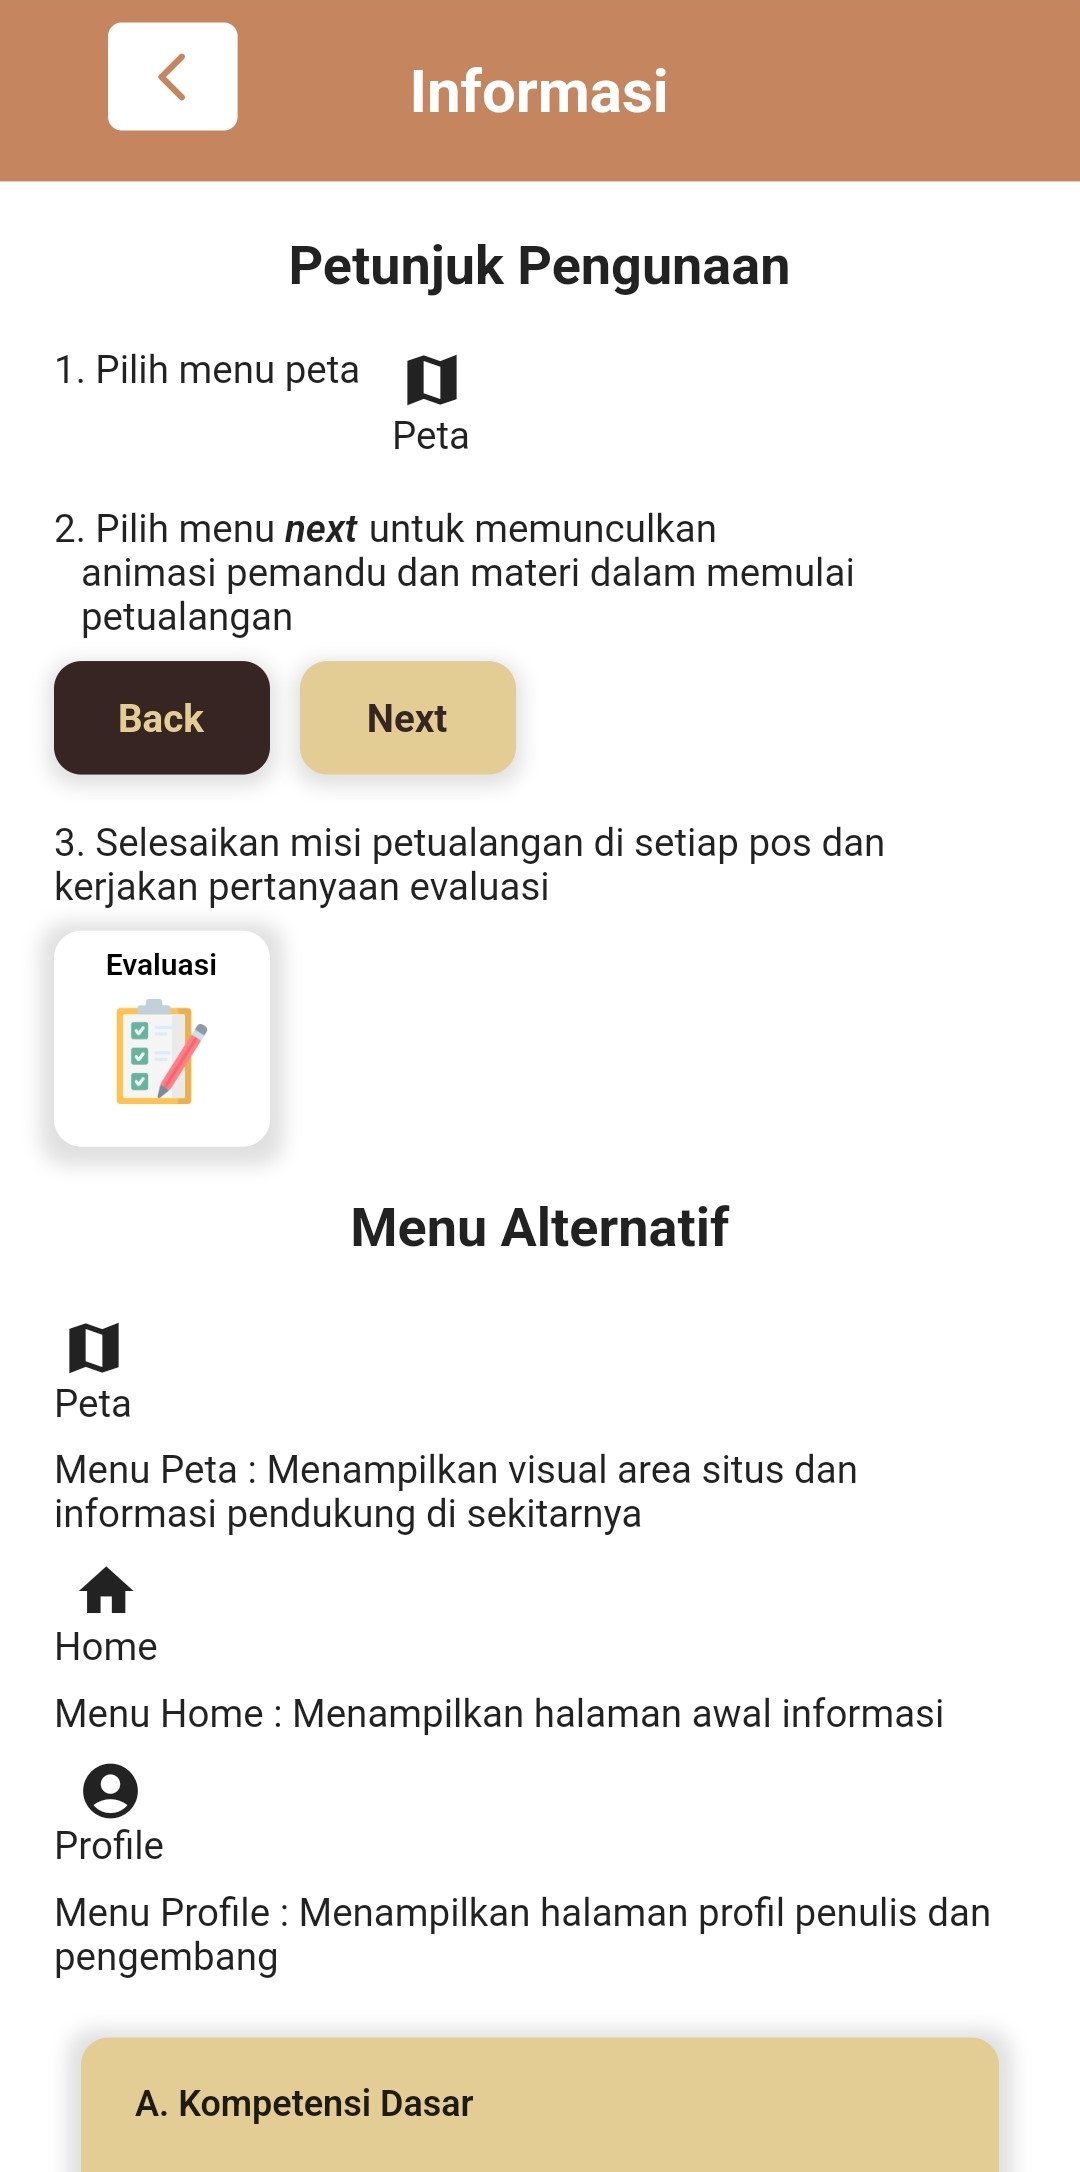 Informasi
Petunjuk Pengunaan
1. Pilih menu peta
Peta
2. Pilih menu next untuk memunculkan
animasi pemandu dan materi dalam memulai
petualangan
Back
Next
3. Selesaikan misi petualangan di setiap pos dan
kerjakan pertanyaan evaluasi
Evaluasi
Menu Alternatif
Peta
Menu Peta : Menampilkan visual area situs dan
informasi pendukung di sekitarnya
Home
Menu Home : Menampilkan halaman awal informasi
Profile
Menu Profile : Menampilkan halaman profil penulis dan
pengembang
A. Kompetensi Dasar